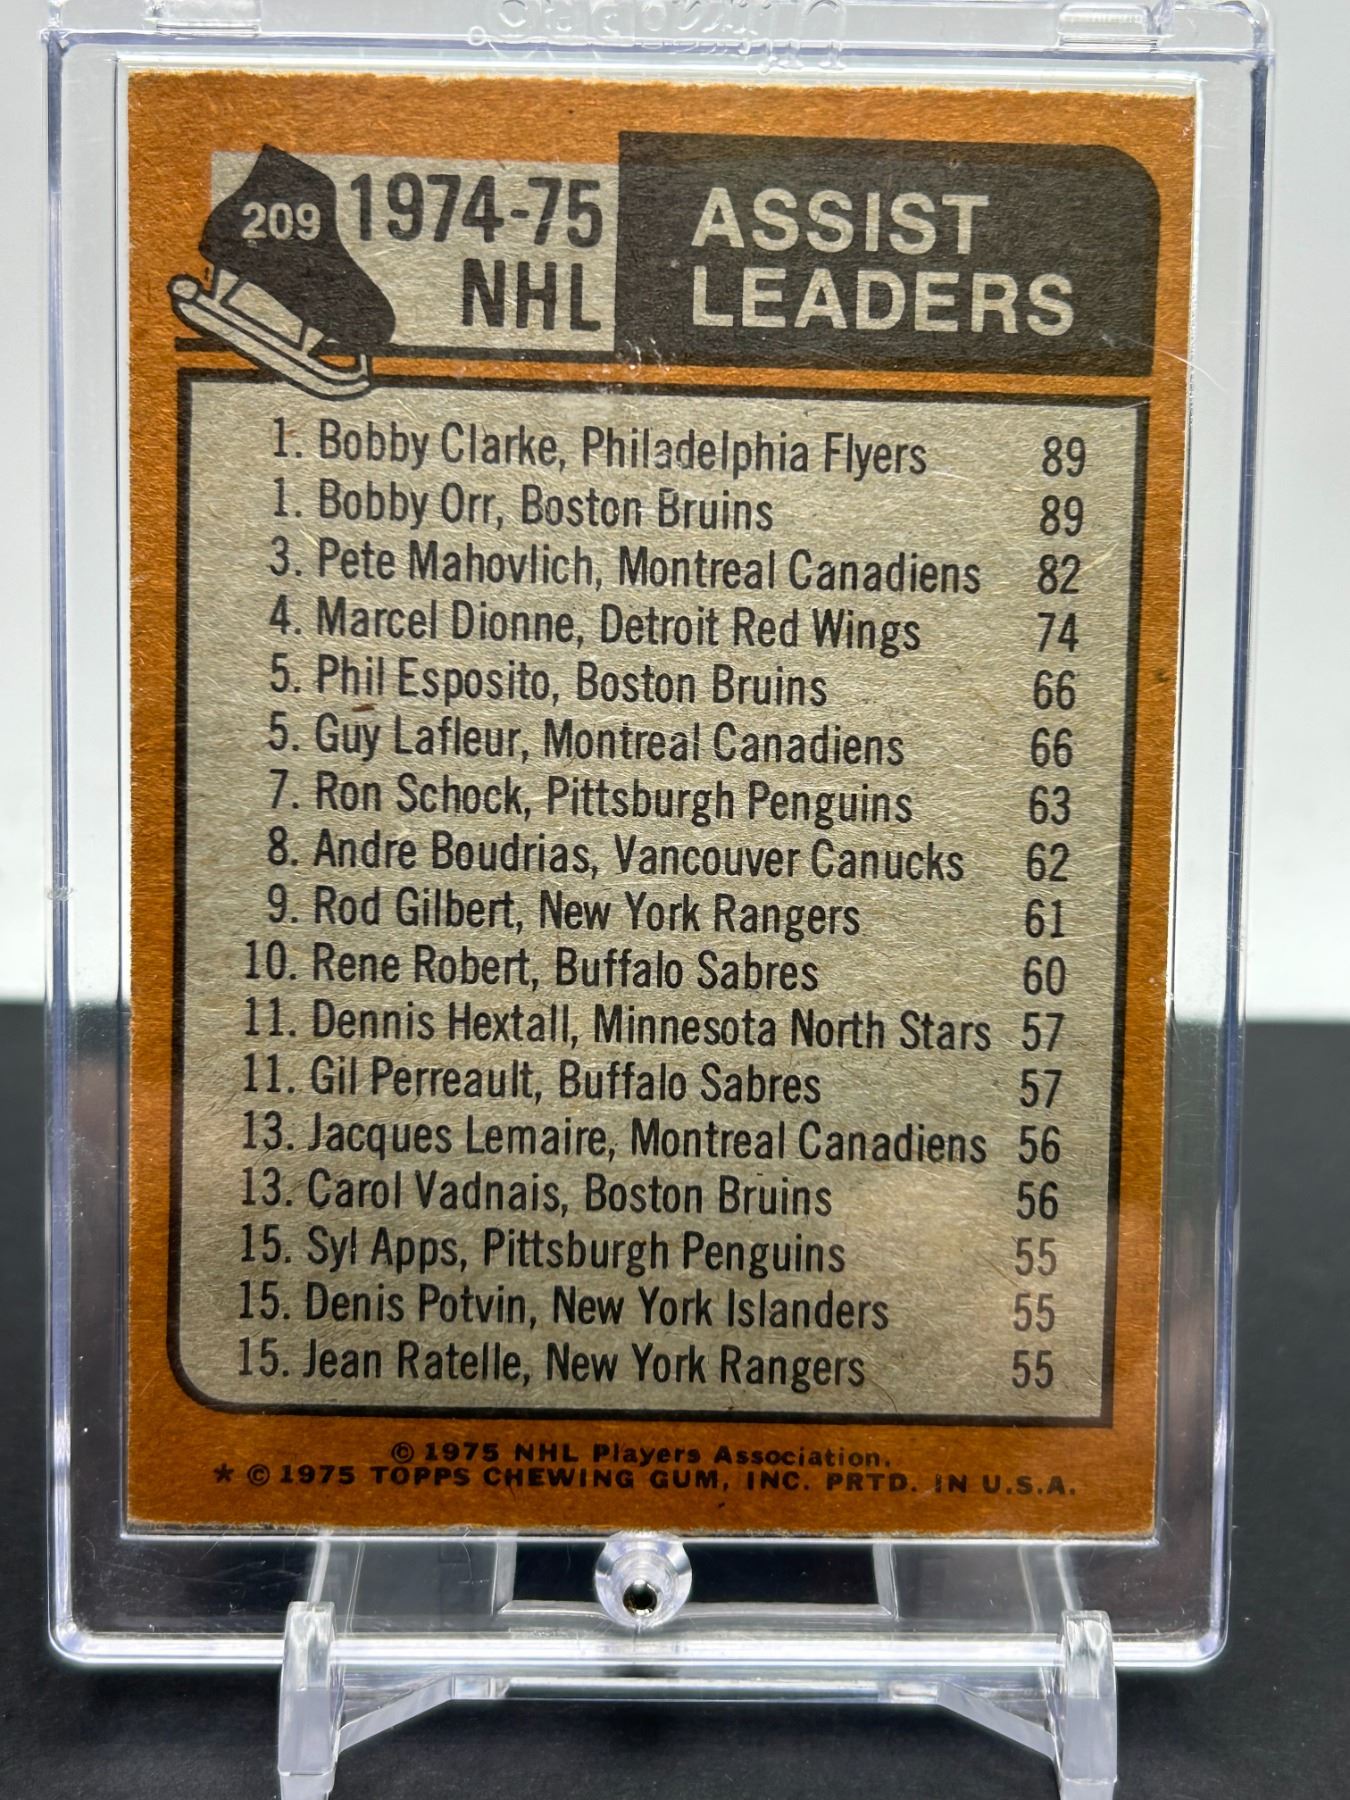 209
1974-75
NHL
ASSIST
LEADERS
1. Bobby Clarke, Philadelphia Flyers 89
1. Bobby Orr, Boston Bruins 89
3. Pete Mahovlich, Montreal Canadiens 82
4. Marcel Dionne, Detroit Red Wings 74
5. Phil Esposito, Boston Bruins 66
5. Guy Lafleur, Montreal Canadiens 66
7. Ron Schock, Pittsburgh Penguins 63
8. Andre Boudrias, Vancouver Canucks 62
9. Rod Gilbert, New York Rangers 61
10. Rene Robert, Buffalo Sabres 60
11. Dennis Hextall, Minnesota North Stars 57
11. Gil Perreault, Buffalo Sabres 57
13. Jacques Lemaire, Montreal Canadiens 56
13. Carol Vadnais, Boston Bruins 56
15. Syl Apps, Pittsburgh Penguins 55
15. Denis Potvin, New York Islanders 55
15. Jean Ratelle, New York Rangers 55
© 1975 NHL Players Association.
* © 1975 TOPPS CHEWING GUM, INC. PRTD. IN U.S.A.